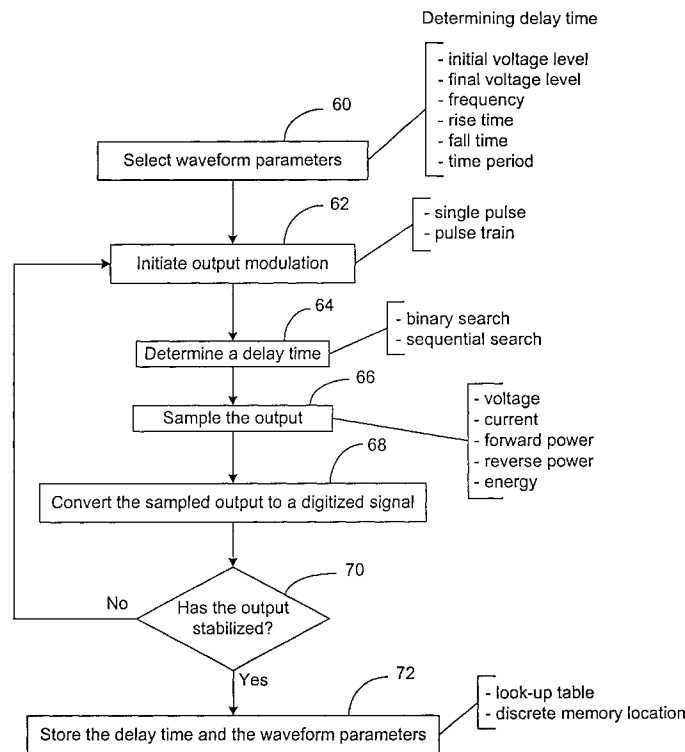 Determining delay time
- initial voltage level
- final voltage level
- frequency
- rise time
- fall time
- time period
60
Select waveform parameters
62
- single pulse
- pulse train
Initiate output modulation
64
- binary search
- sequential search
Determine a delay time
66
Sample the output
- voltage
- current
- forward power
- reverse power
- energy
68
Convert the sampled output to a digitized signal
70
No
Has the output
stabilized?
Yes
72
- look-up table
- discrete memory location
Store the delay time and the waveform parameters